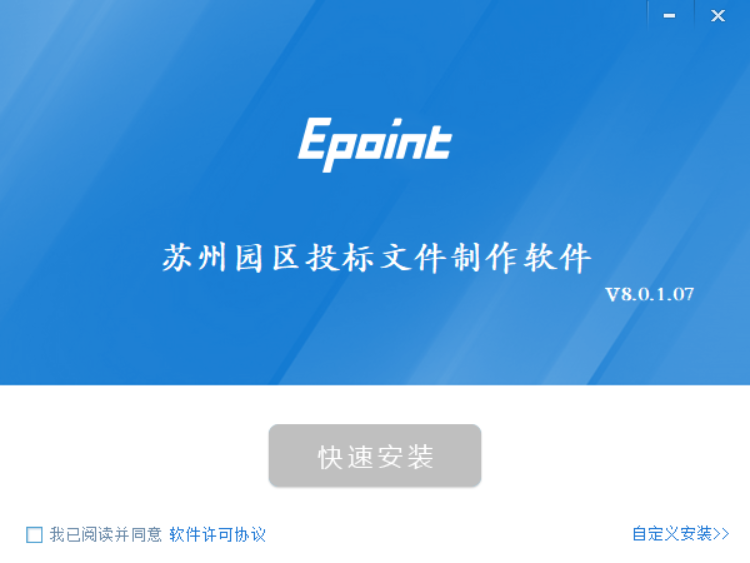 Epoint
苏州园区投标文件制作软件
V8.0.1.07
快速安装
我已阅读并同意 软件许可协议
自定义安装>>